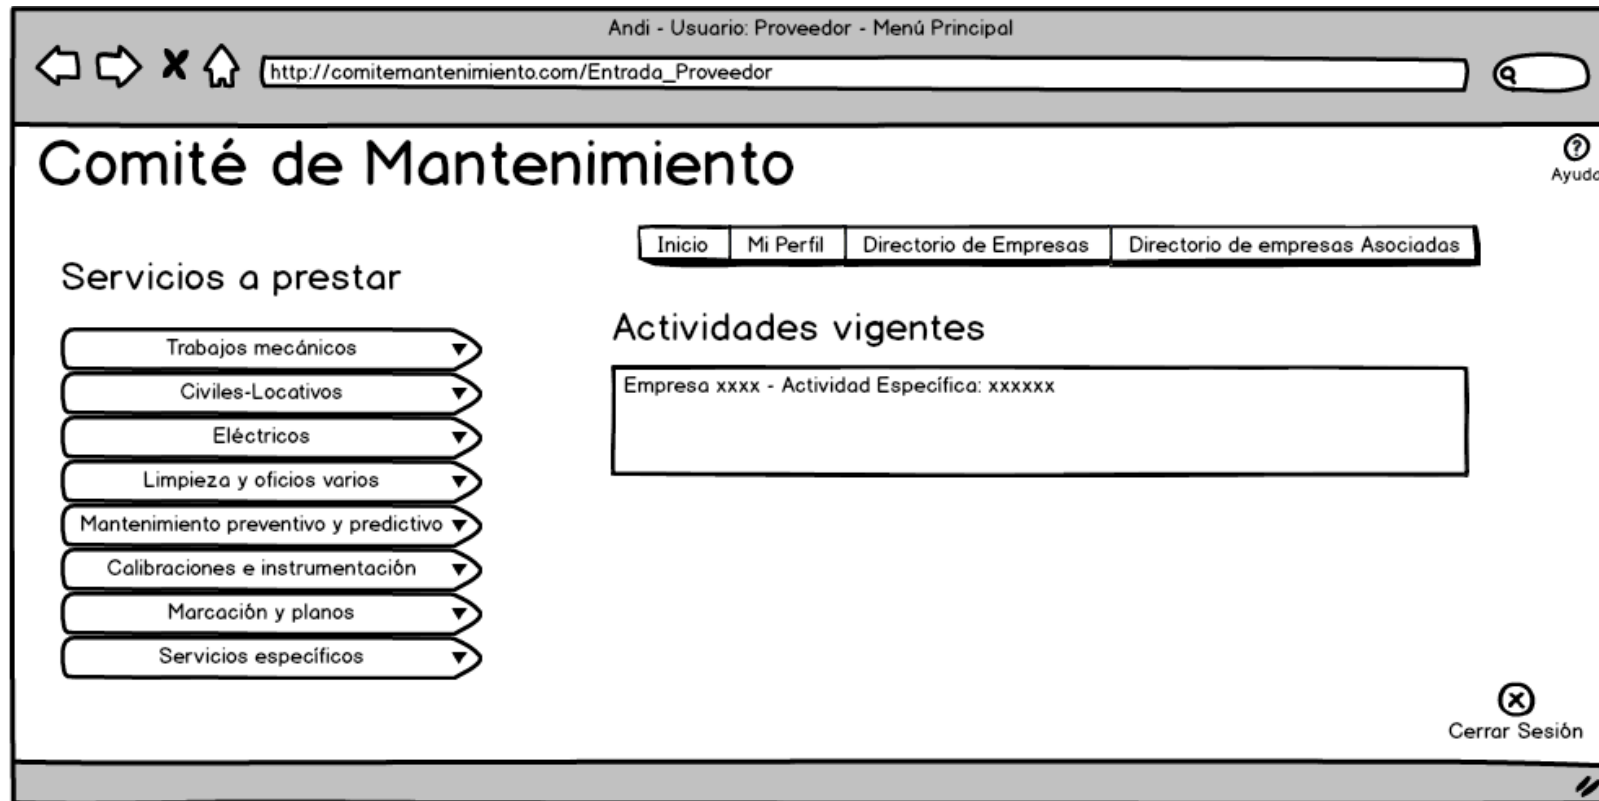 Andi - Usuario: Proveedor - Menú Principal
http://comitemantenimiento.com/Entrada_Proveedor
Comité de Mantenimiento
Ayuda
Inicio Mi Perfil Directorio de Empresas Directorio de empresas Asociadas
Servicios a prestar
Trabajos mecánicos
Civiles-Locativos
Eléctricos
Limpieza y oficios varios
Mantenimiento preventivo y predictivo
Calibraciones e instrumentación
Marcación y planos
Servicios específicos
Actividades vigentes
Empresa xxxx - Actividad Específica: xxxxxx
Cerrar Sesión